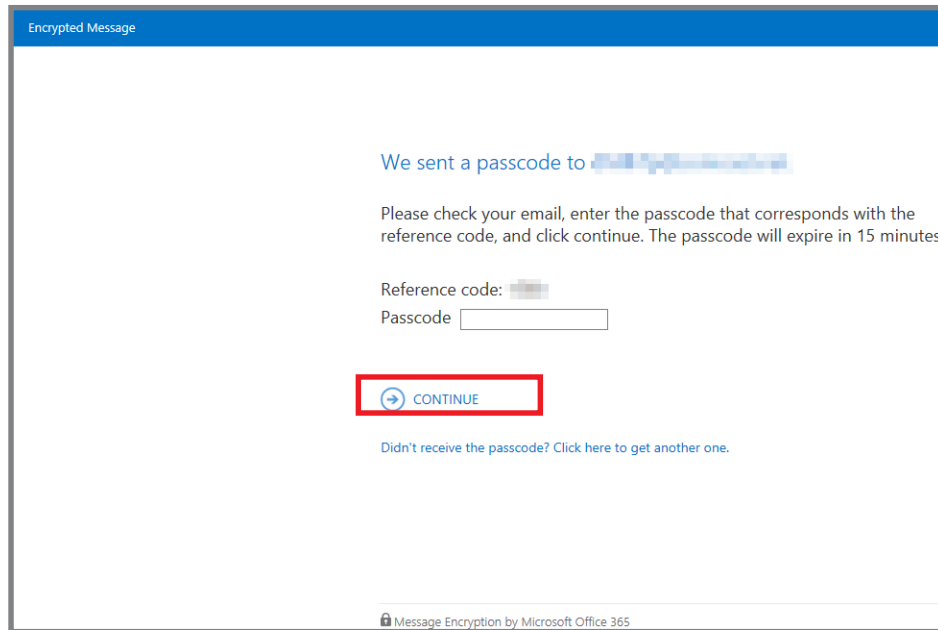 Encrypted Message
We sent a passcode to
Please check your email, enter the passcode that corresponds with the
reference code, and click continue. The passcode will expire in 15 minutes
Reference code:
Passcode
CONTINUE
Didn't receive the passcode? Click here to get another one.
Message Encryption by Microsoft Office 365